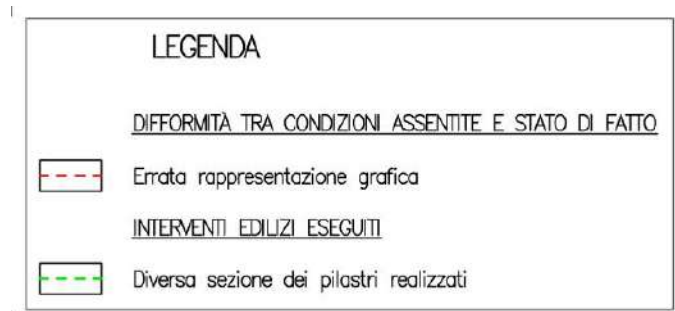 LEGENDA
DIFFORMITÀ TRA CONDIZIONI ASSENTITE E STATO DI FATTO
Errata rappresentazione grafica
INTERVENTI EDILIZI ESEGUITI
Diversa sezione dei pilastri realizzati